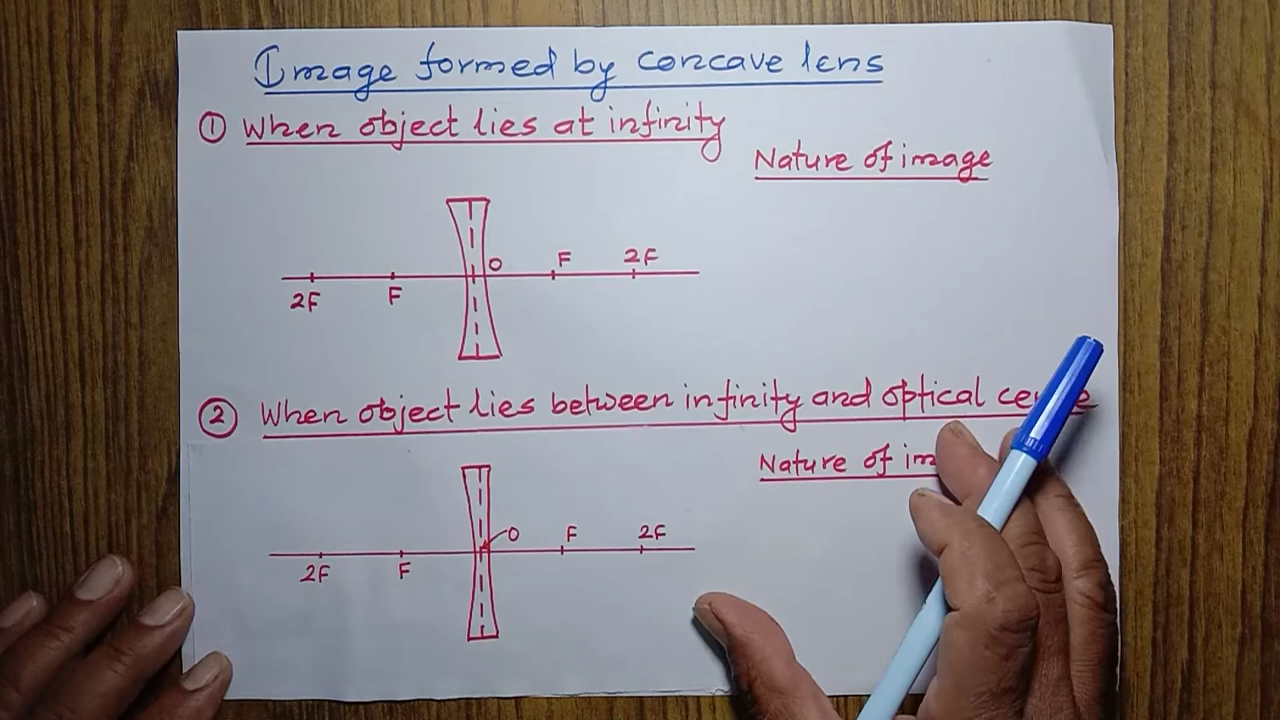 Image formed by concave lens
① When object lies at infinity
Nature of image
O F 2F
2F F
② When object lies between infinity and optical
Nature of
O F 2F
2F F